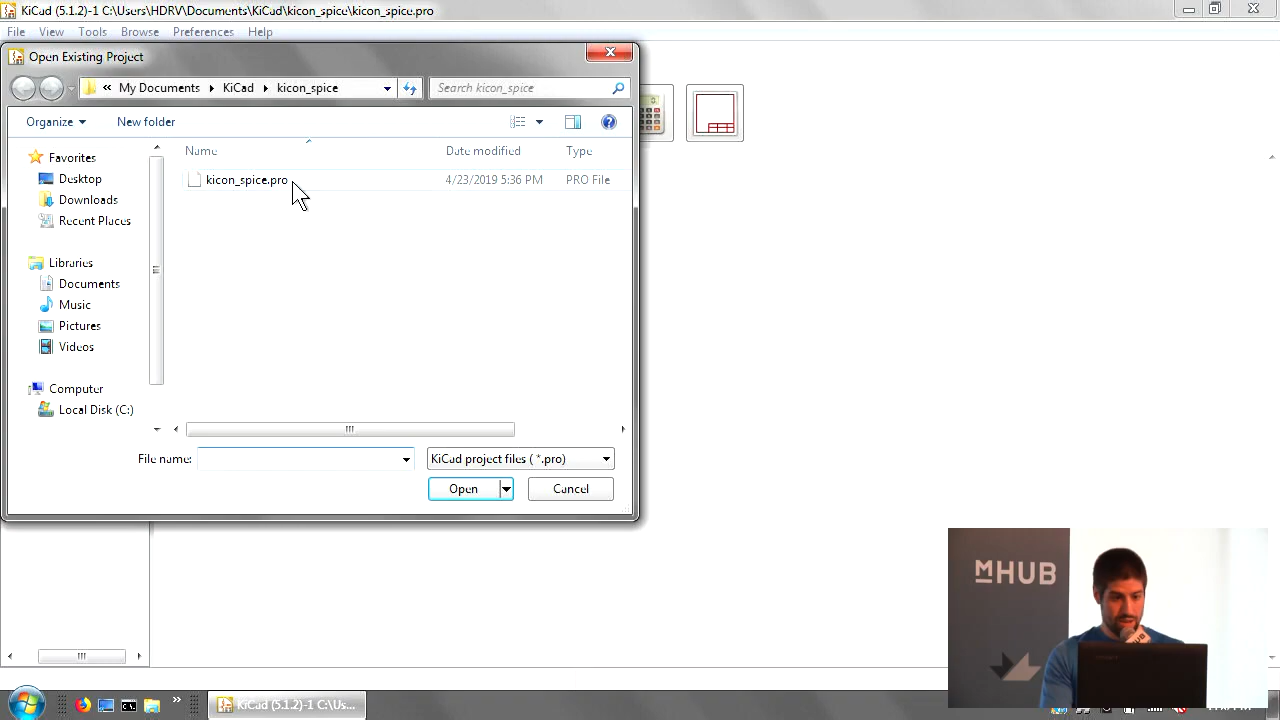 KiCad (5.1.2)-1 C:\Users\HDRV\Documents\KiCad\kicon_spice\kicon_spice.pro
File View Tools Browse Preferences Help
Open Existing Project
« My Documents KiCad kicon_spice Search kicon_spice
Organize New folder
Name Date modified Type
Favorites
kicon_spice.pro 4/23/2019 5:36 PM PRO File
Desktop
Downloads
Recent Places
Libraries
Documents
Music
Pictures
Videos
Computer
Local Disk (C:)
File name: KiCad project files ( *.pro)
Open Cancel
MHUB
KiCad (5.1.2)-1 C:\Us...